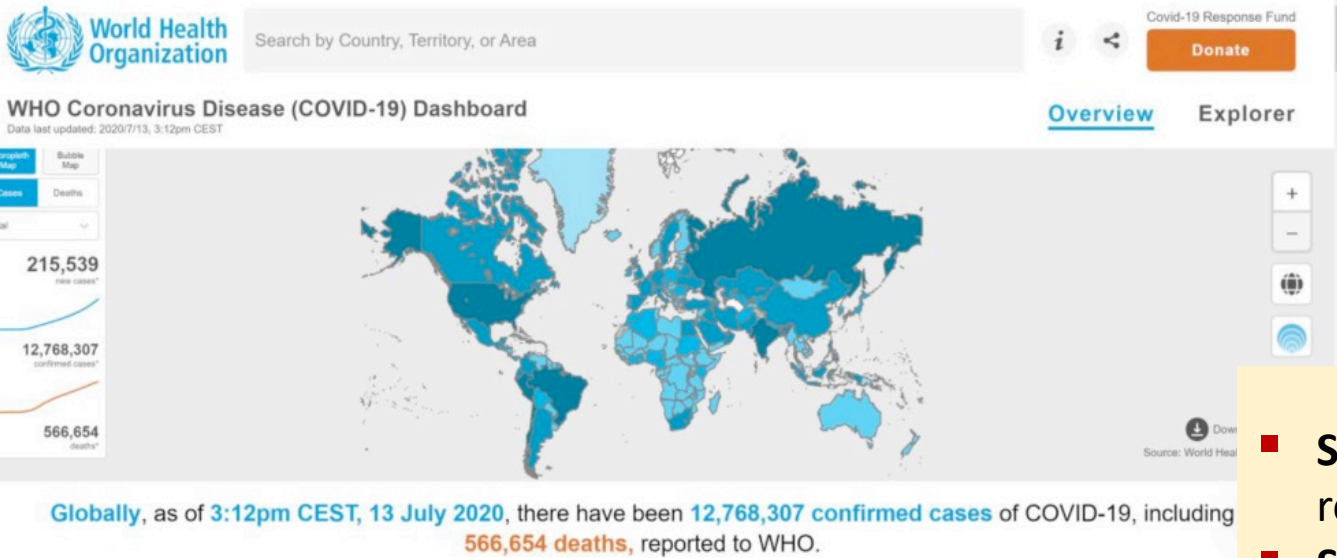 World Health
Organization
Search by Country, Territory, or Area
i
Covid-19 Response Fund
Donate
WHO Coronavirus Disease (COVID-19) Dashboard
Data last updated: 2020/7/13, 3:12pm CEST
Overview
Explorer
Map
Bubble
Map
Cases
Deaths
215,539
new cases*
12,768,307
confirmed cases*
566,654
deaths*
+
−
Source: World
Globally, as of 3:12pm CEST, 13 July 2020, there have been 12,768,307 confirmed cases of COVID-19, including
566,654 deaths, reported to WHO.